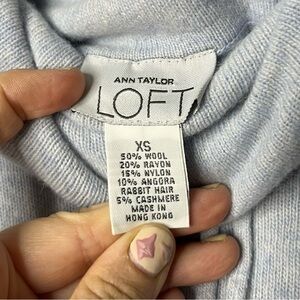 ANN TAYLOR
LOFT
XS
50% WOOL
20% RAYON
15% NYLON
10% ANGORA
RABBIT HAIR
5% CASHMERE
MADE IN
HONG KONG